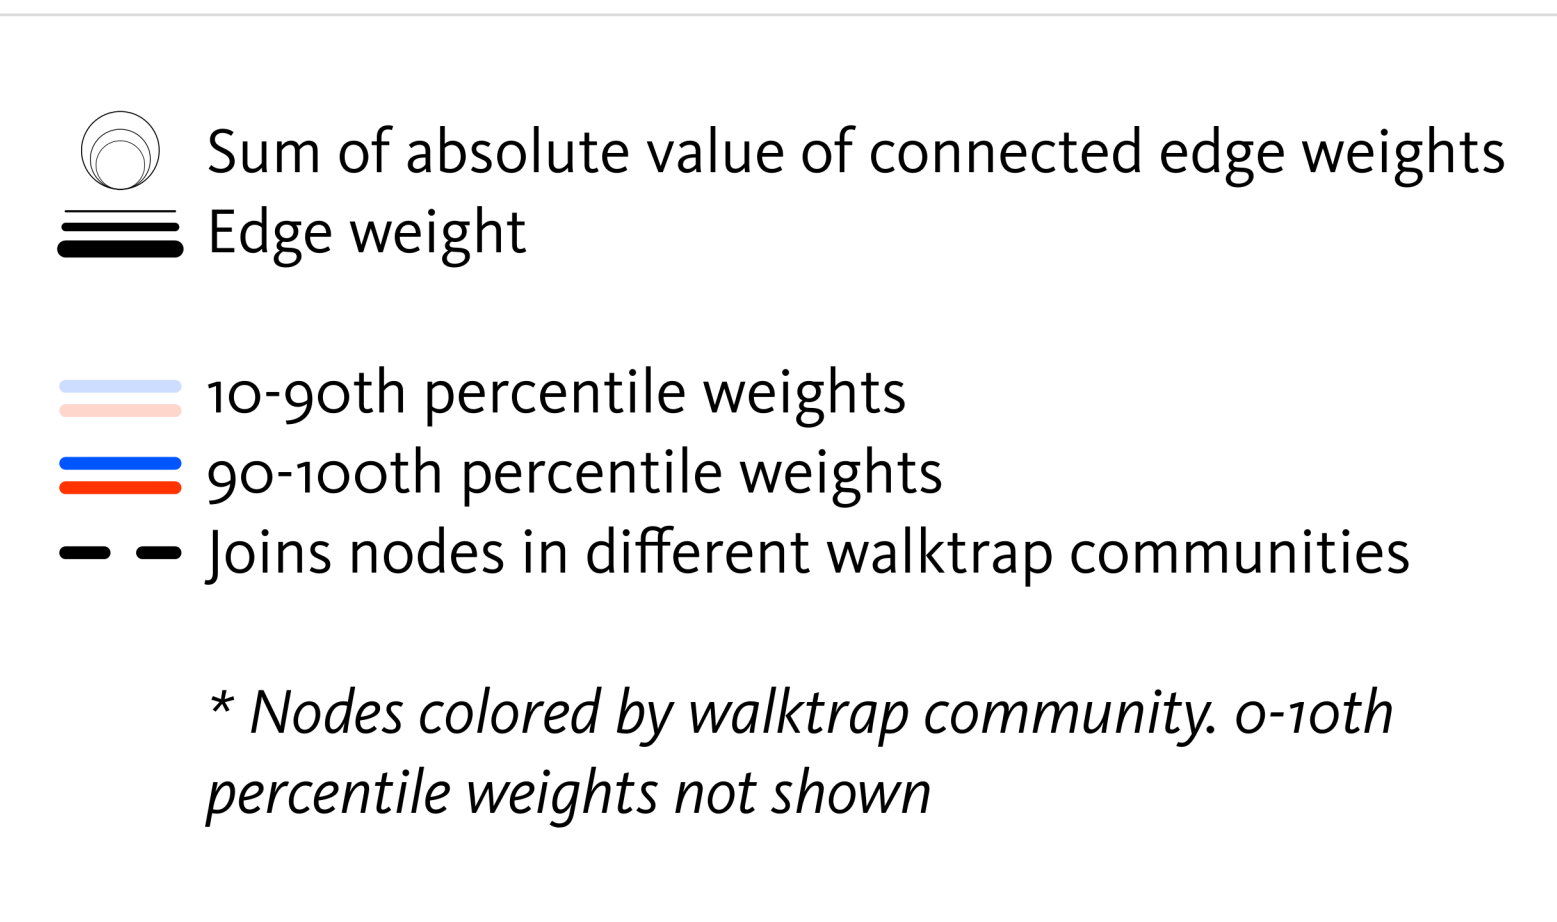 Sum of absolute value of connected edge weights
Edge weight
10-90th percentile weights
90-100th percentile weights
Joins nodes in different walktrap communities
* Nodes colored by walktrap community. 0-10th
percentile weights not shown